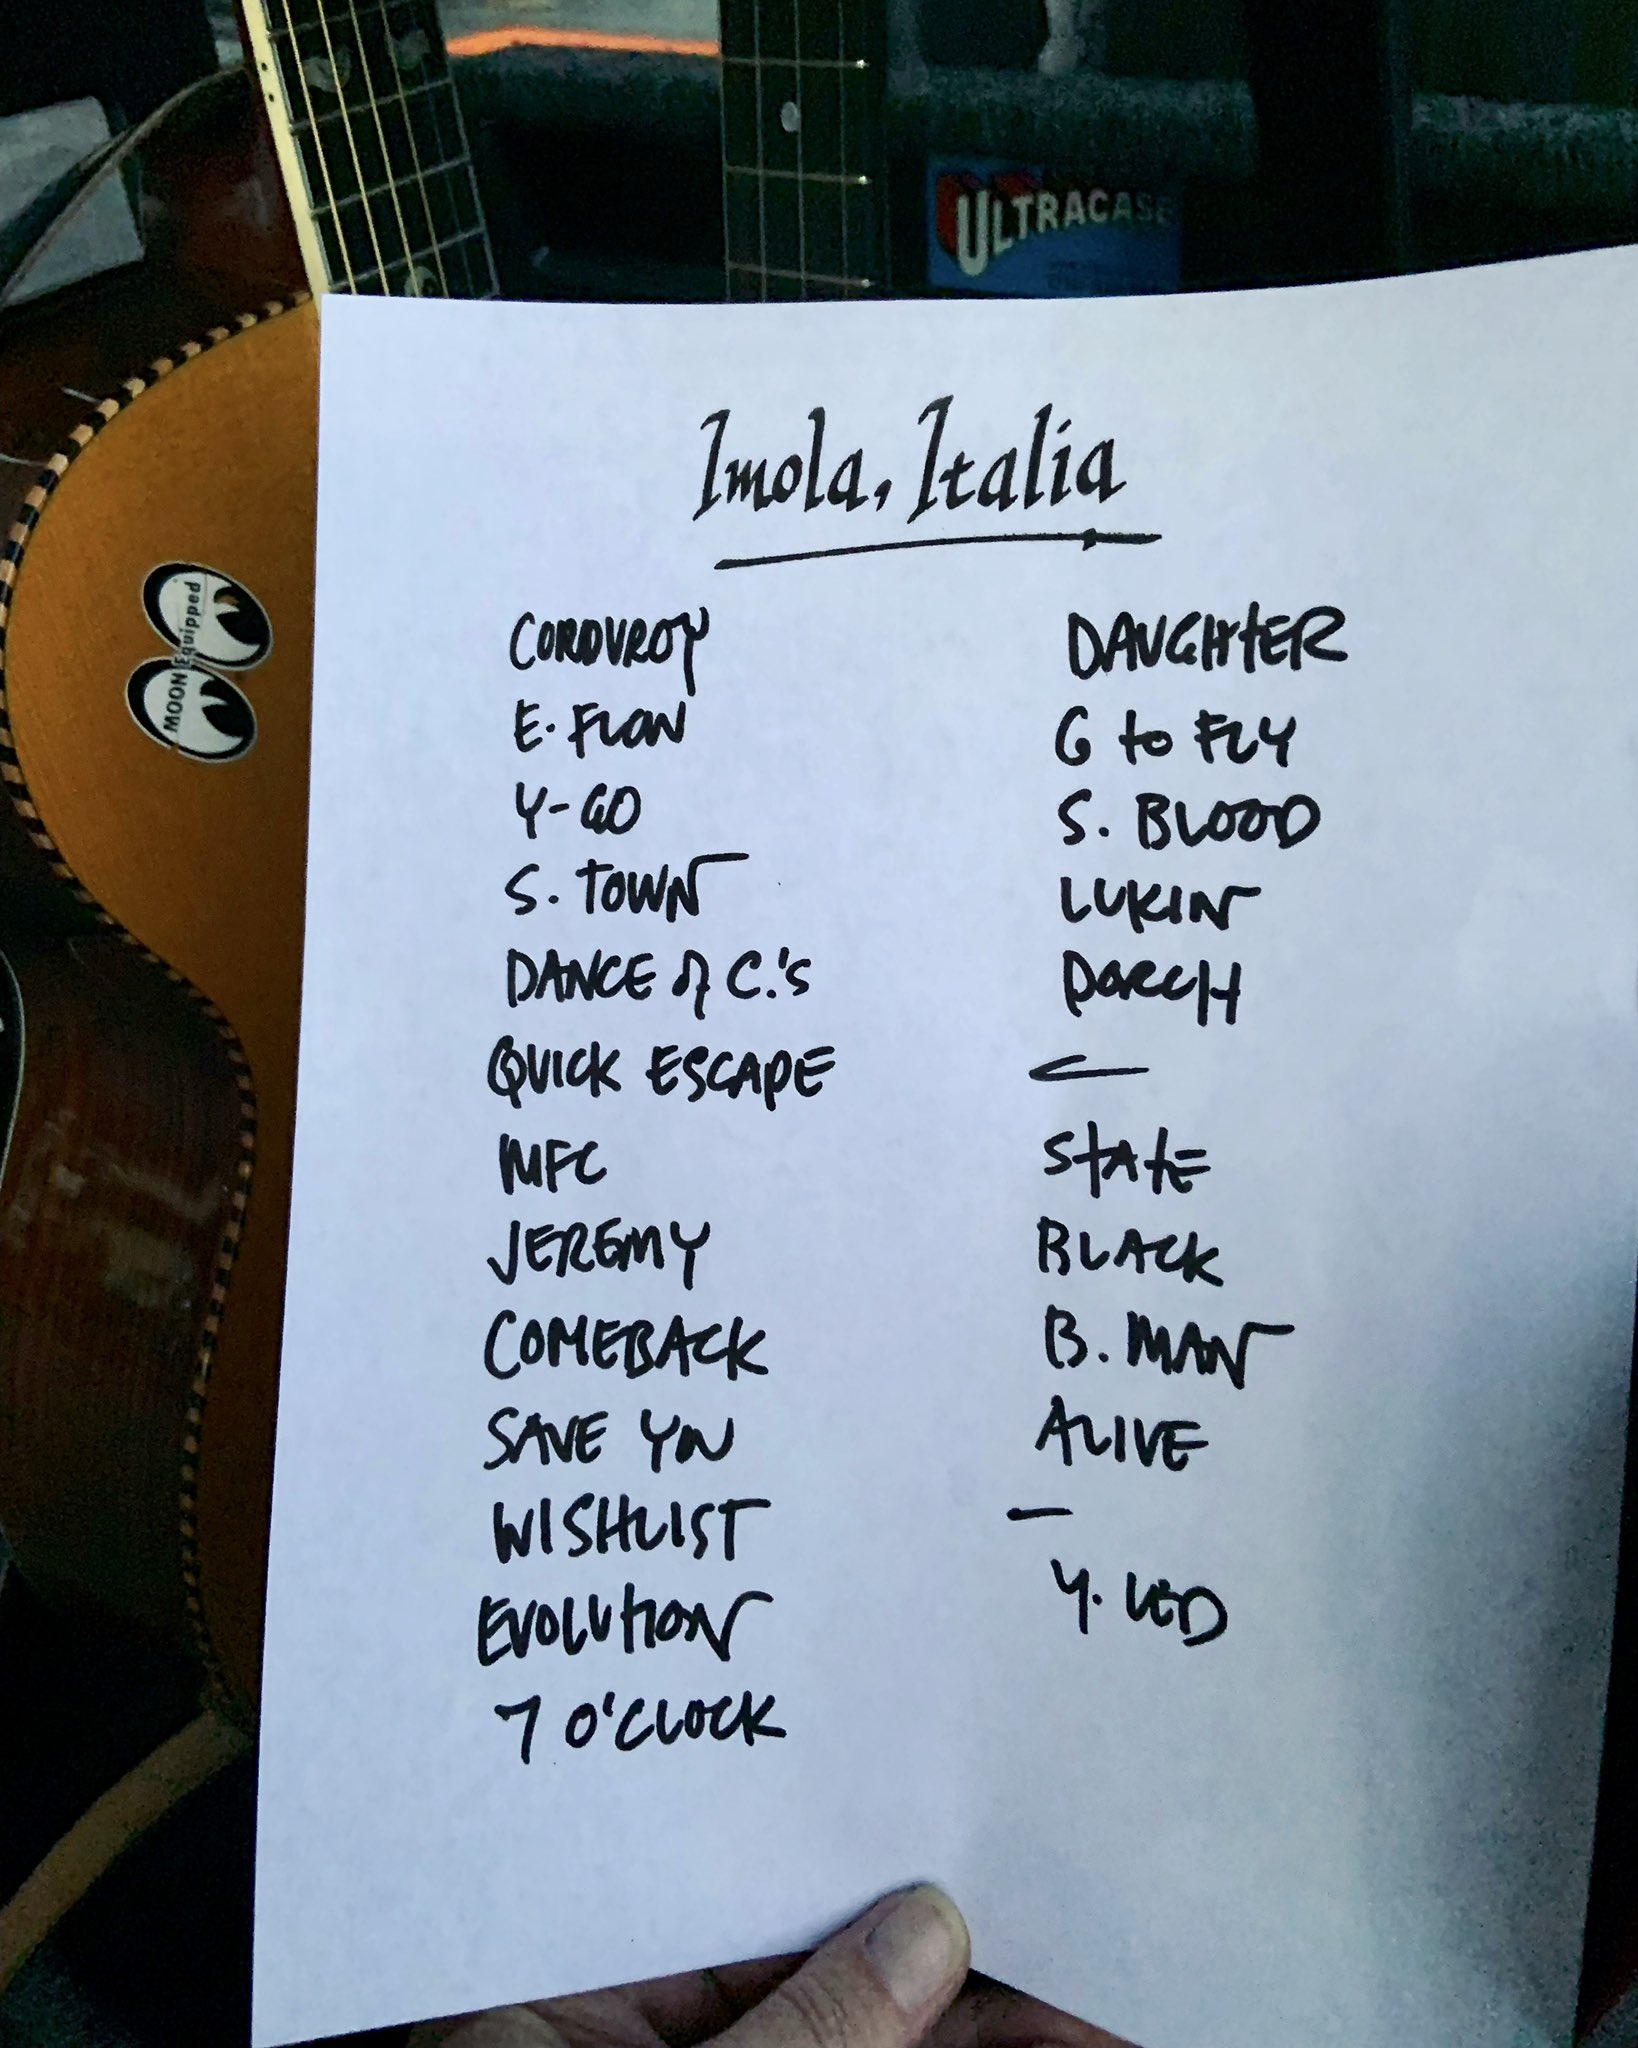 ULTRACASE
MOON Equipped
Imola, Italia
CORDUROY
E. FLOW
Y-GO
S. TOWN
DANCE of C.'s
QUICK ESCAPE
MFC
JEREMY
COMEBACK
SAVE YOU
WISHLIST
EVOLUTION
7 O'CLOCK
DAUGHTER
G to FLY
S. BLOOD
LUKIN
PORCH
STATE
BLACK
B. MAN
ALIVE
Y. LED